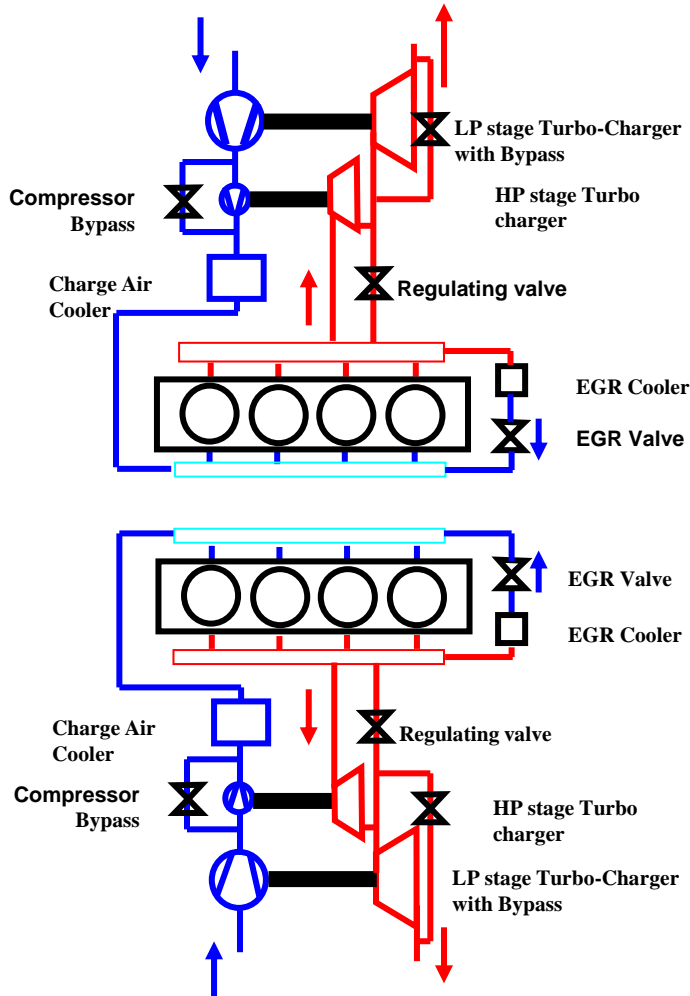 LP stage Turbo-Charger
with Bypass
Compressor
Bypass
HP stage Turbo
charger
Charge Air
Cooler
Regulating valve
EGR Cooler
EGR Valve
EGR Valve
EGR Cooler
Charge Air
Cooler
Regulating valve
Compressor
Bypass
HP stage Turbo
charger
LP stage Turbo-Charger
with Bypass